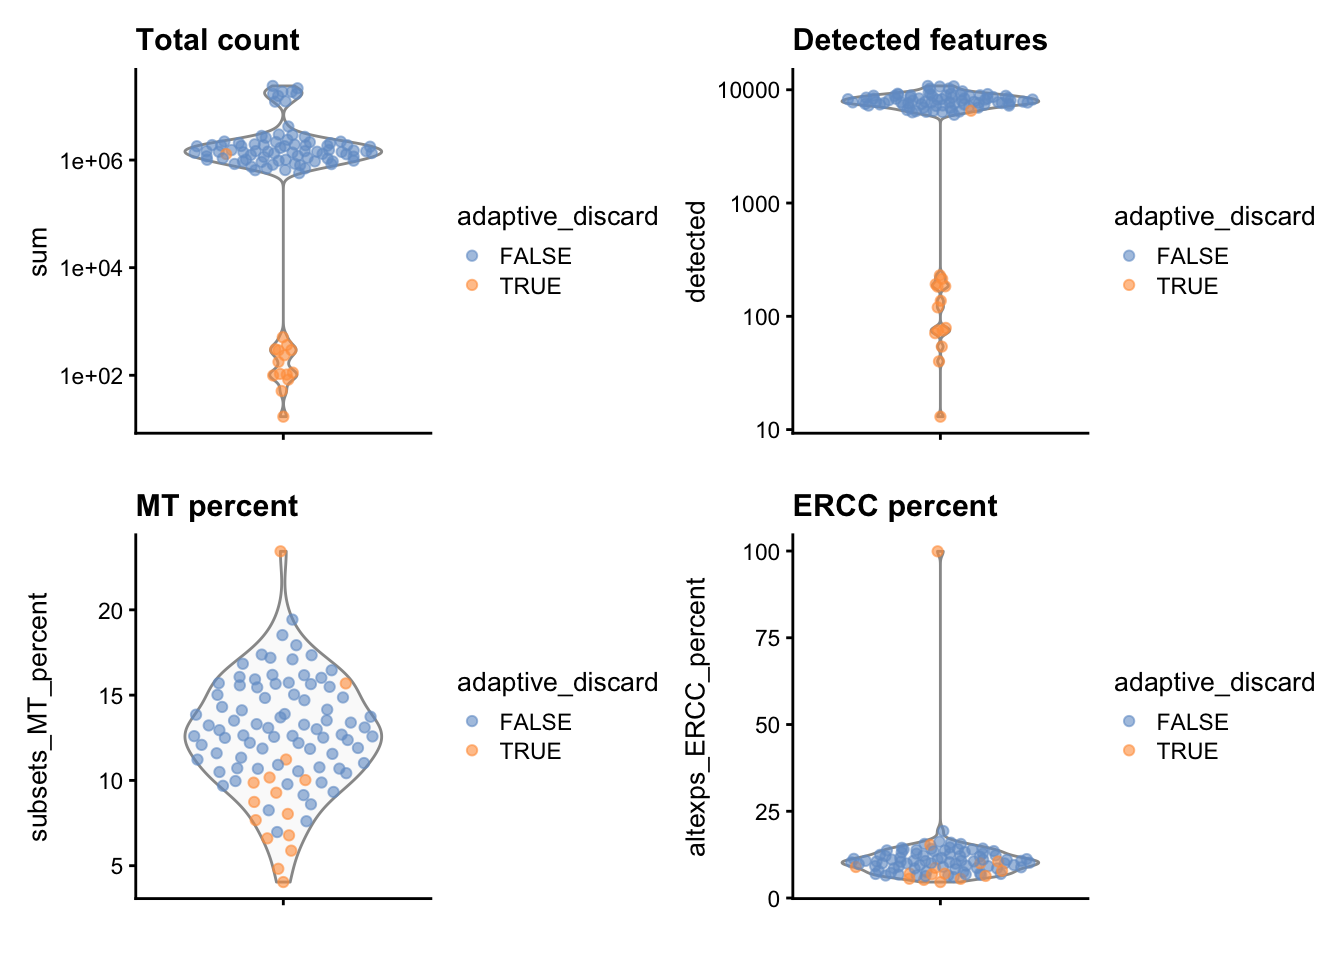 Total count
sum
1e+06
1e+04
1e+02
adaptive_discard
FALSE
TRUE
Detected features
detected
10000
1000
100
10
adaptive_discard
FALSE
TRUE
MT percent
subsets_MT_percent
20
15
10
5
adaptive_discard
FALSE
TRUE
ERCC percent
altexps_ERCC_percent
100
75
50
25
0
adaptive_discard
FALSE
TRUE